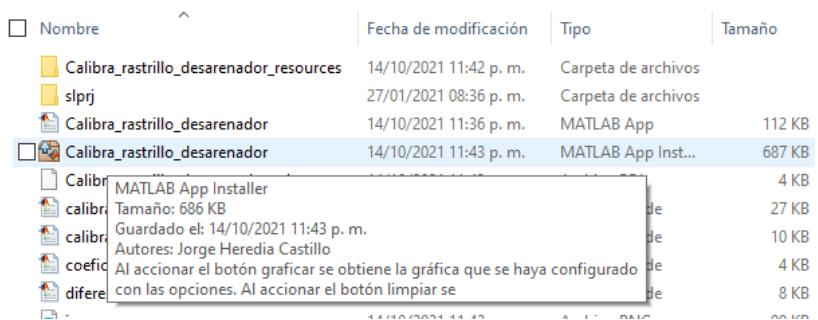 Nombre Fecha de modificación Tipo Tamaño
Calibra_rastrillo_desarenador_resources 14/10/2021 11:42 p. m. Carpeta de archivos
slprj 27/01/2021 08:36 p. m. Carpeta de archivos
Calibra_rastrillo_desarenador 14/10/2021 11:36 p. m. MATLAB App 112 KB
Calibra_rastrillo_desarenador 14/10/2021 11:43 p. m. MATLAB App Inst... 687 KB
4 KB
MATLAB App Installer
Tamaño: 686 KB 27 KB
Guardado el: 14/10/2021 11:43 p. m.
Autores: Jorge Heredia Castillo 10 KB
Al accionar el botón graficar se obtiene la gráfica que se haya configurado 4 KB
con las opciones. Al accionar el botón limpiar se 8 KB